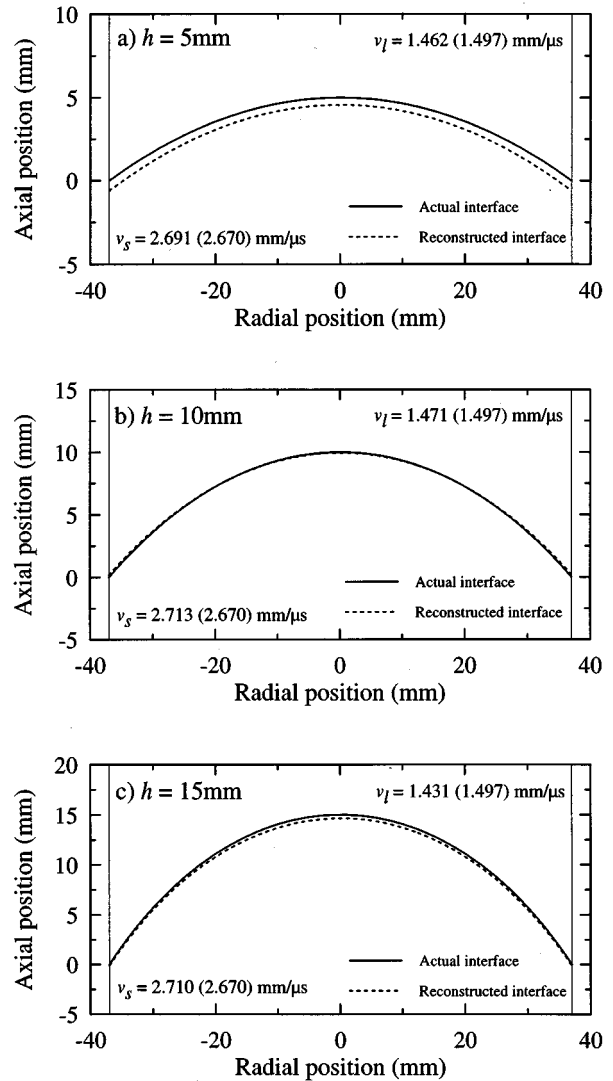 a) h = 5mm
v_l = 1.462 (1.497) mm/μs
10
5
0
-5
Axial position (mm)
v_s = 2.691 (2.670) mm/μs
Actual interface
Reconstructed interface
-40 -20 0 20 40
Radial position (mm)
b) h = 10mm
v_l = 1.471 (1.497) mm/μs
15
10
5
0
-5
Axial position (mm)
v_s = 2.713 (2.670) mm/μs
Actual interface
Reconstructed interface
-40 -20 0 20 40
Radial position (mm)
c) h = 15mm
v_l = 1.431 (1.497) mm/μs
20
15
10
5
0
-5
Axial position (mm)
v_s = 2.710 (2.670) mm/μs
Actual interface
Reconstructed interface
-40 -20 0 20 40
Radial position (mm)